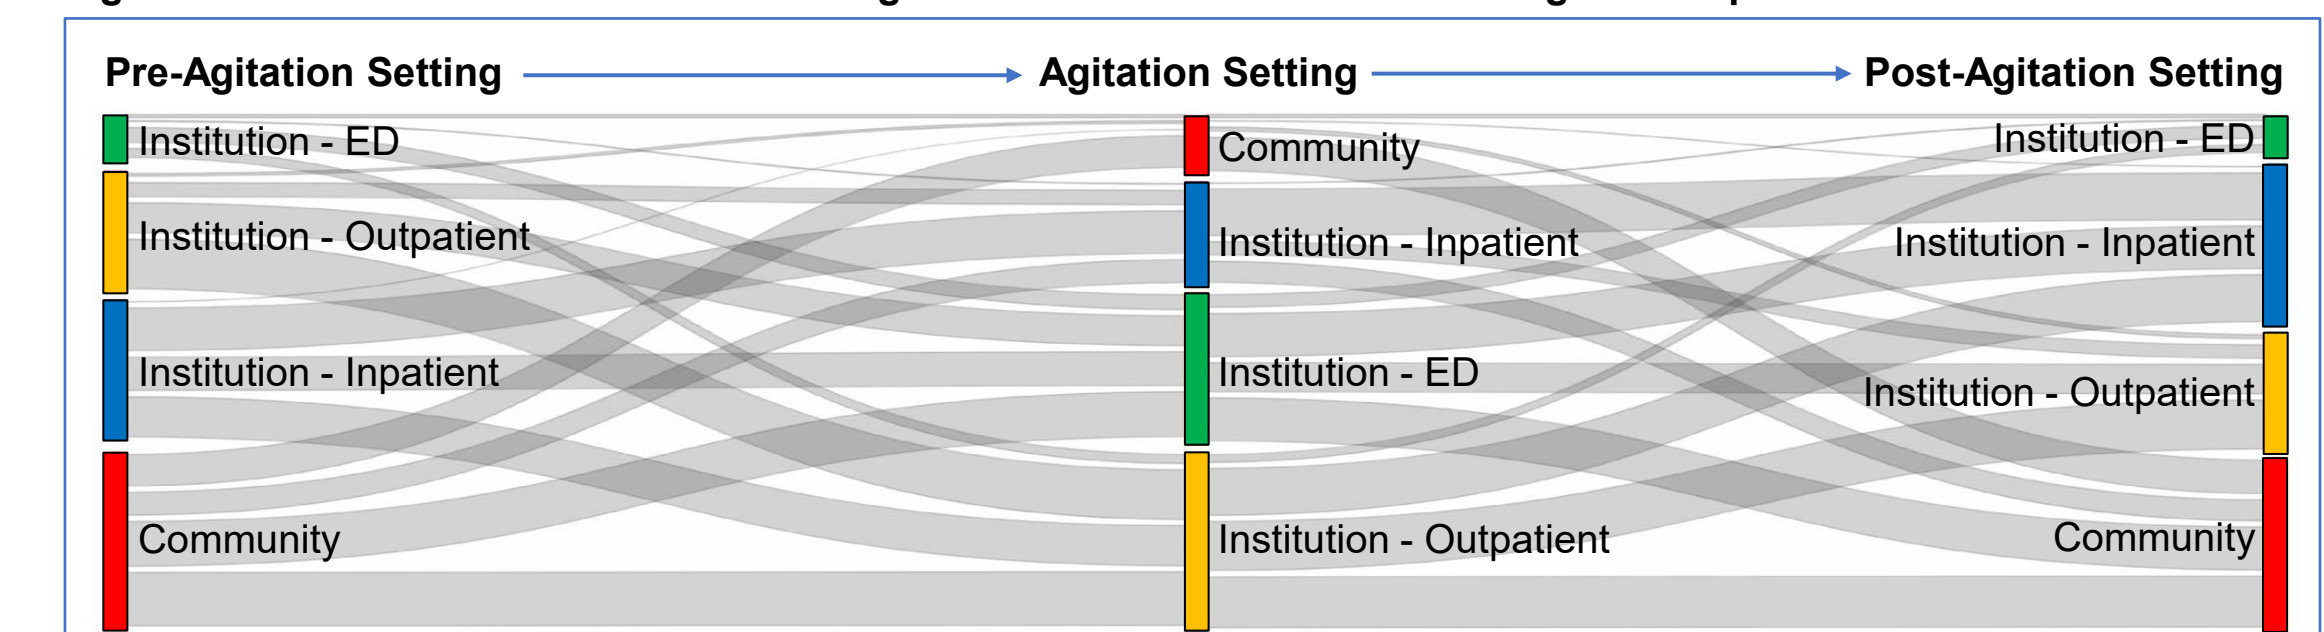 Pre-Agitation Setting
Agitation Setting
Post-Agitation Setting
Institution - ED
Institution - Outpatient
Institution - Inpatient
Community
Community
Institution - Inpatient
Institution - ED
Institution - Outpatient
Institution - ED
Institution - Inpatient
Institution - Outpatient
Community